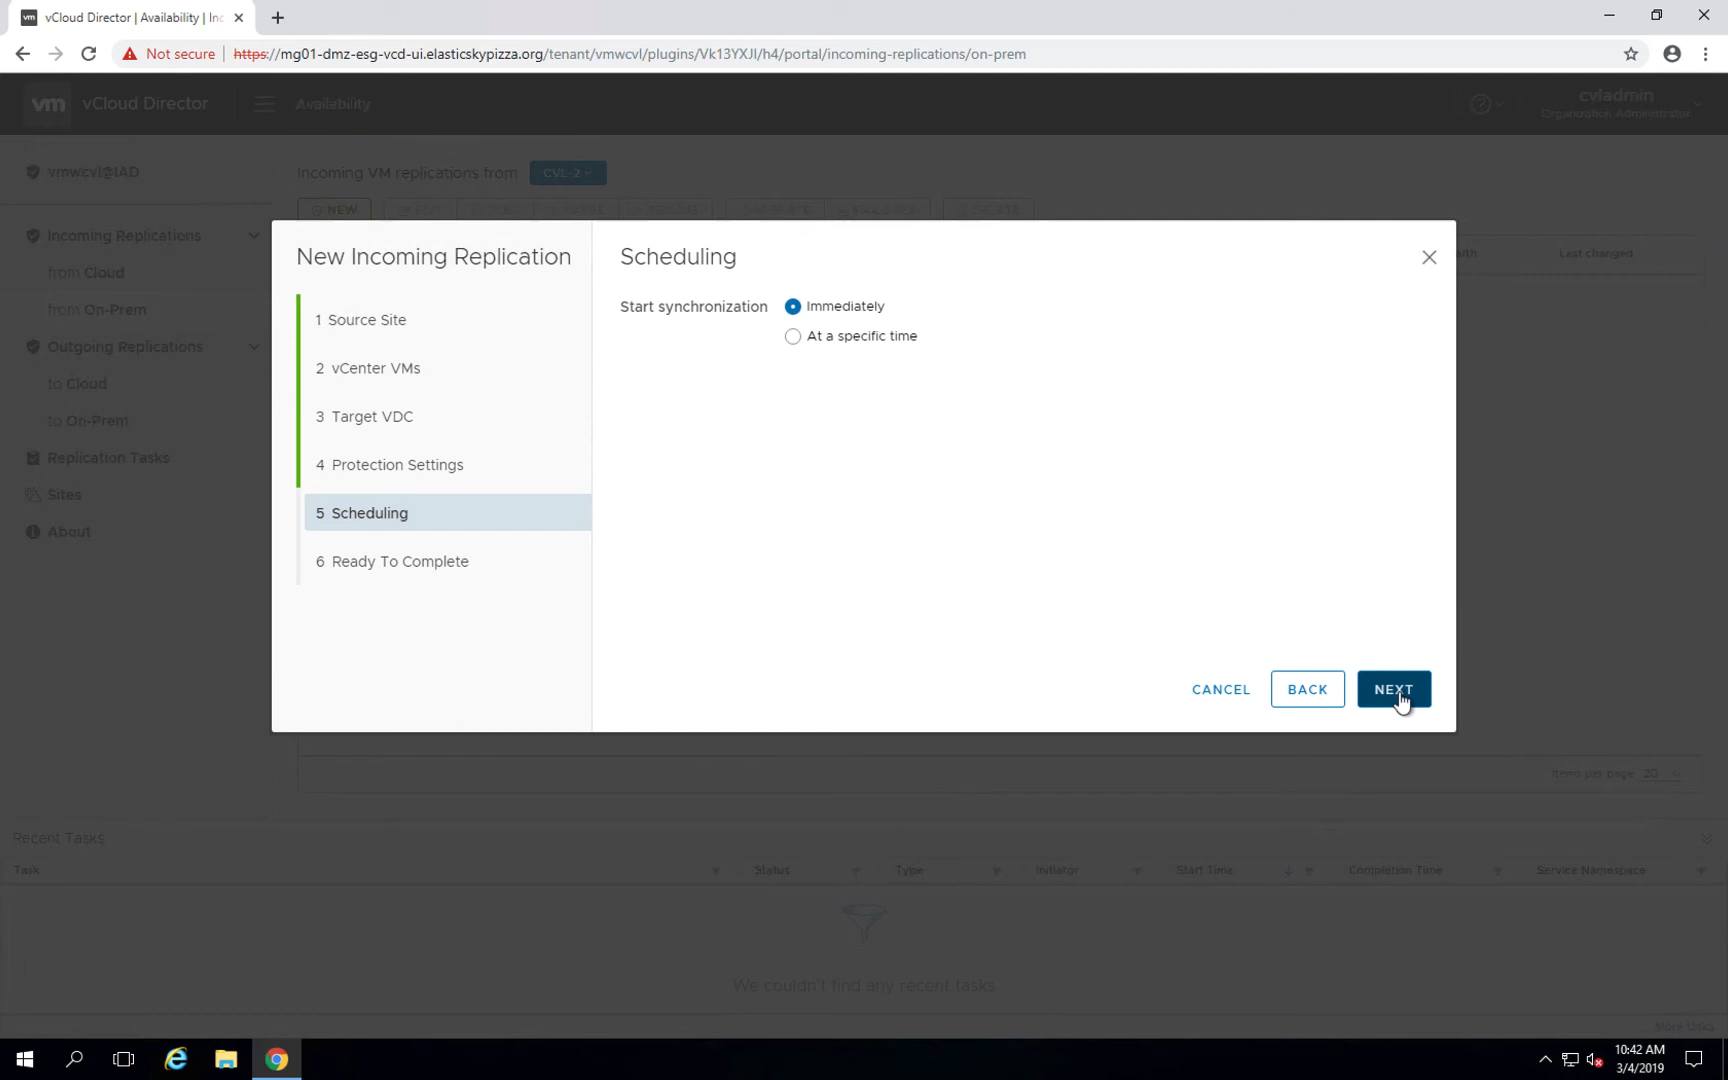 vCloud Director | Availability | Inc
Not secure | https://mg01-dmz-esg-vcd-ui.elasticskypizza.org/tenant/vmwcvl/plugins/Vk13YXJl/h4/portal/incoming-replications/on-prem
vm vCloud Director Availability
cvladmin
Organization Administrator
vmwcvl@IAD
Incoming VM replications from CVL-2
NEW
Incoming Replications
from Cloud
from On-Prem
Outgoing Replications
to Cloud
to On-Prem
Replication Tasks
Sites
About
Last changed
New Incoming Replication
1 Source Site
2 vCenter VMs
3 Target VDC
4 Protection Settings
5 Scheduling
6 Ready To Complete
Scheduling
Start synchronization
Immediately
At a specific time
CANCEL
BACK
NEXT
Items per page 20
Recent Tasks
Task Status Type Initiator Start Time Completion Time Service Namespace
We couldn't find any recent tasks
More Tasks
10:42 AM
3/4/2019